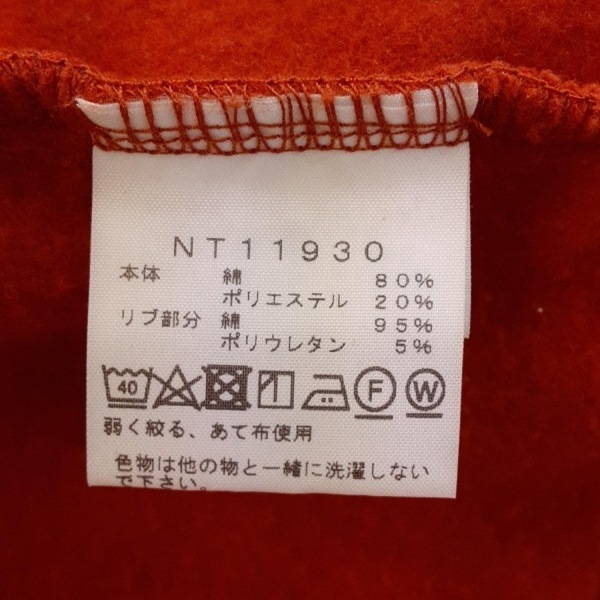 NT11930
本体 綿 80%
ポリエステル 20%
リブ部分 綿 95%
ポリウレタン 5%
40 F W
弱く絞る、あて布使用
色物は他の物と一緒に洗濯しない
で下さい。